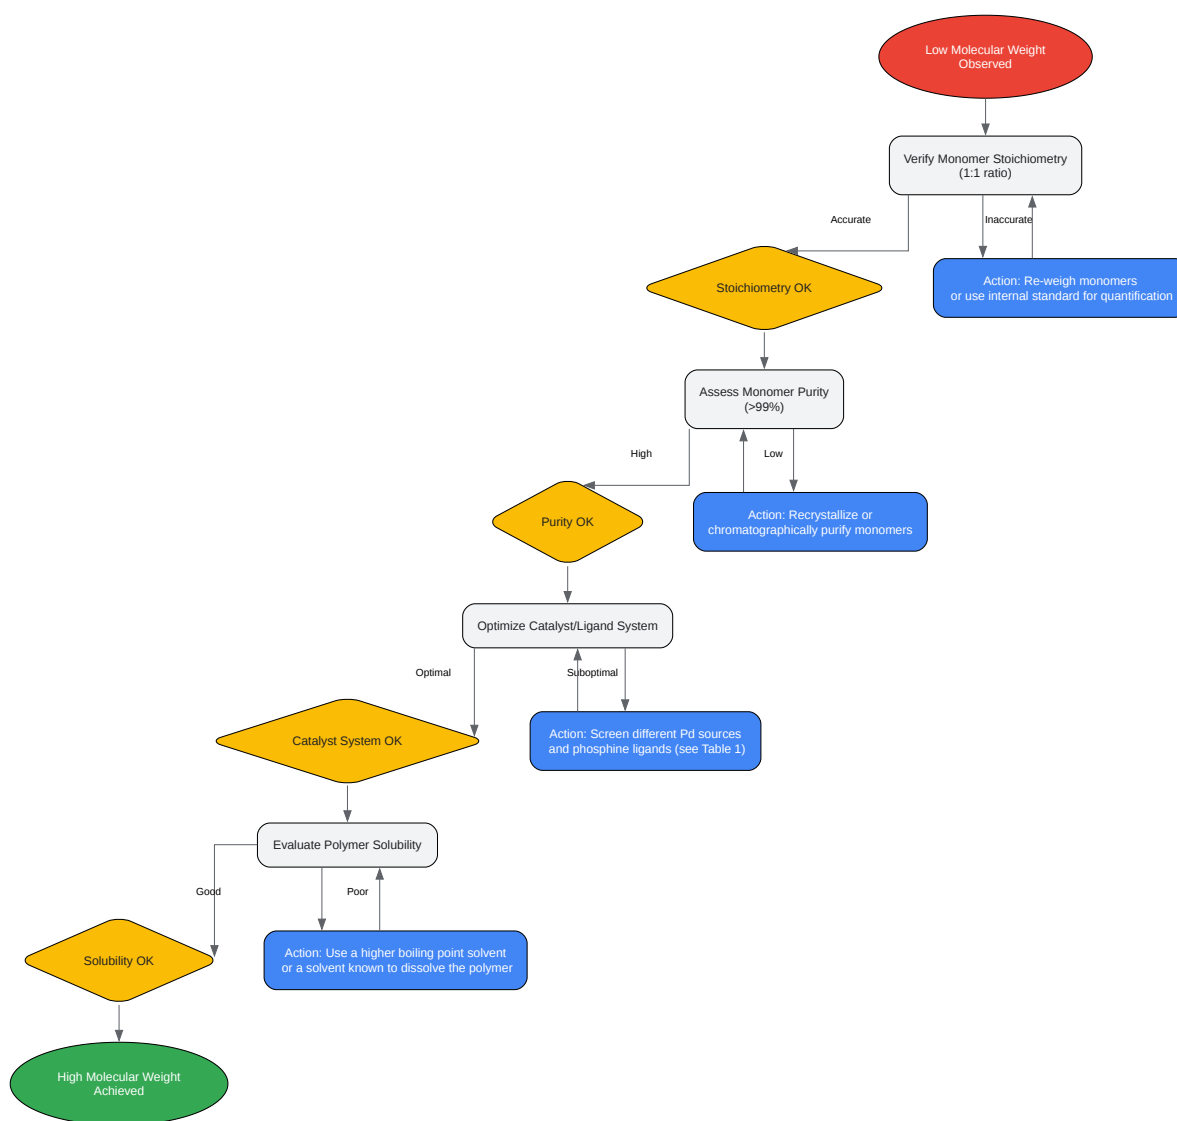 Low Molecular Weight
Observed
Verify Monomer Stoichiometry
(1:1 ratio)
Accurate
Inaccurate
Stoichiometry OK
Action: Re-weigh monomers
or use internal standard for quantification
Assess Monomer Purity
(>99%)
High
Low
Purity OK
Action: Recrystallize or
chromatographically purify monomers
Optimize Catalyst/Ligand System
Optimal
Suboptimal
Catalyst System OK
Action: Screen different Pd sources
and phosphine ligands (see Table 1)
Evaluate Polymer Solubility
Good
Poor
Solubility OK
Action: Use a higher boiling point solvent
or a solvent known to dissolve the polymer
High Molecular Weight
Achieved